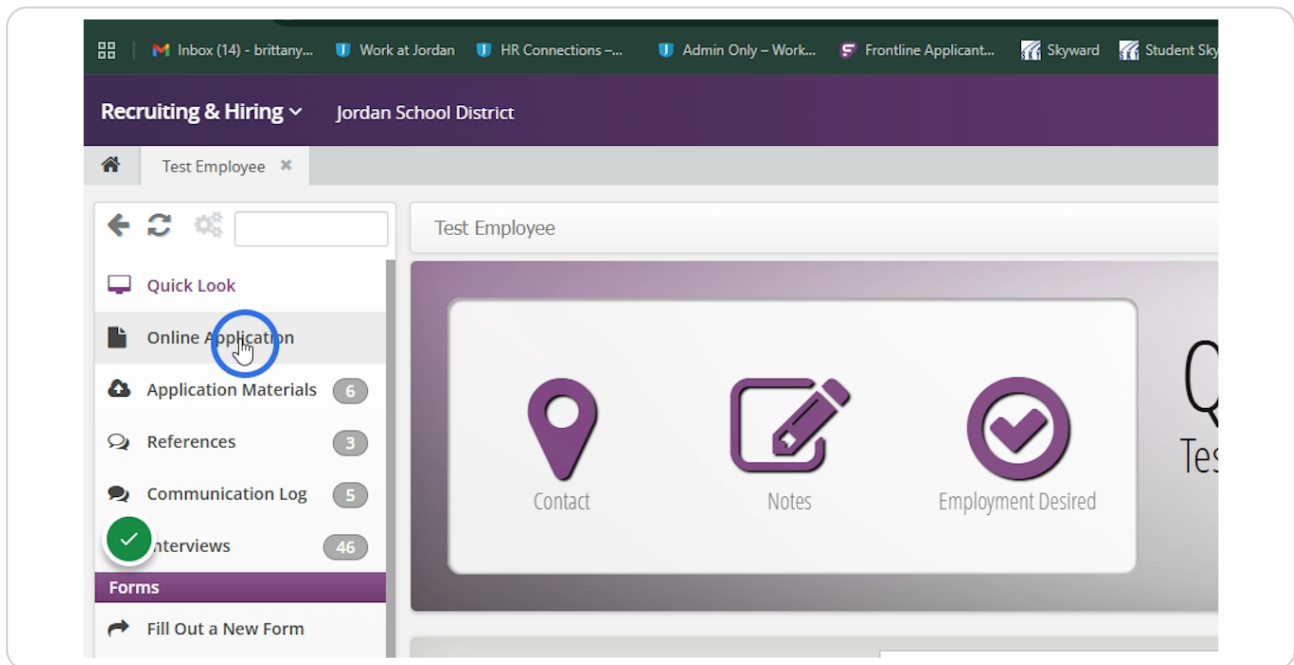 Inbox (14) - brittany... Work at Jordan HR Connections –... Admin Only – Work... Frontline Applicant... Skyward Student Sky
Recruiting & Hiring Jordan School District
Test Employee
Test Employee
Quick Look
Online Application
Application Materials 6
References 3
Communication Log 5
nterviews 46
Forms
Fill Out a New Form
Contact Notes Employment Desired
Q
Tes